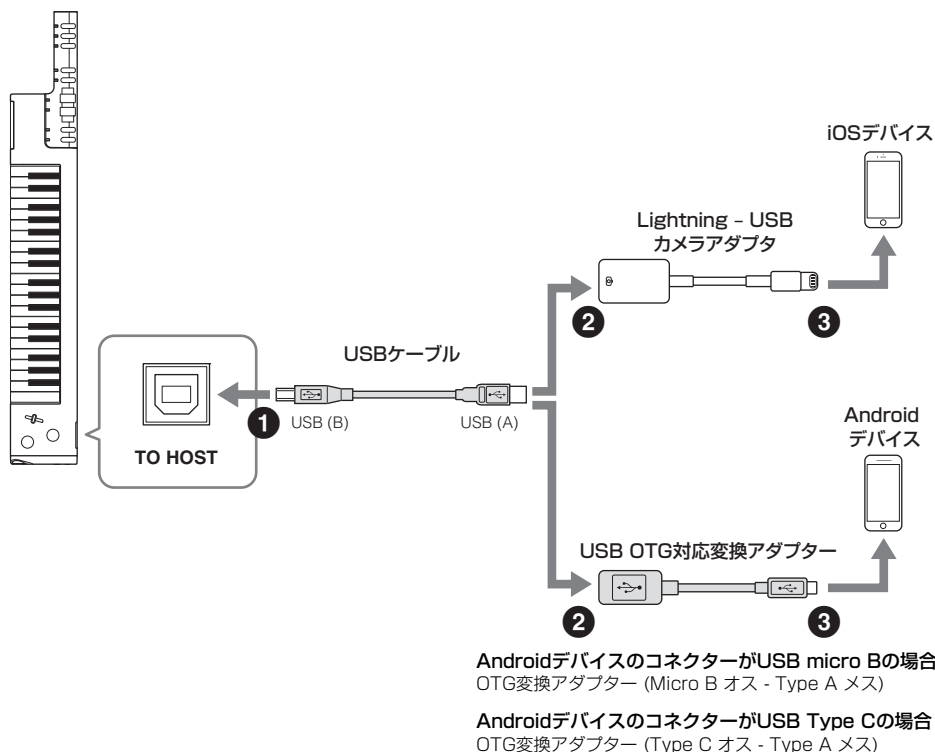 iOSデバイス
Lightning – USB
カメラアダプタ
2
3
USBケーブル
1
USB (B)
USB (A)
TO HOST
Android
デバイス
USB OTG対応変換アダプター
2
3
AndroidデバイスのコネクターがUSB micro Bの場合
OTG変換アダプター (Micro B オス - Type A メス)
AndroidデバイスのコネクターがUSB Type Cの場合
OTG変換アダプター (Type C オス - Type A メス)